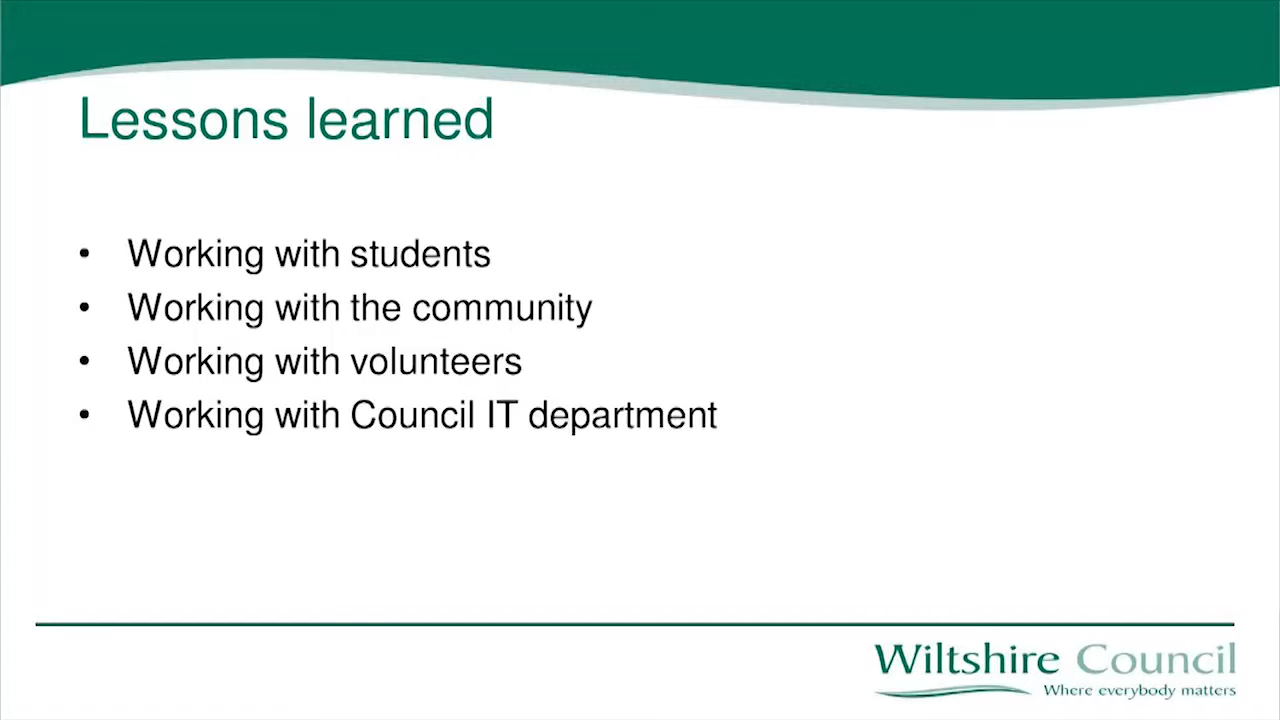 Lessons learned
• Working with students
• Working with the community
• Working with volunteers
• Working with Council IT department
Wiltshire Council
Where everybody matters